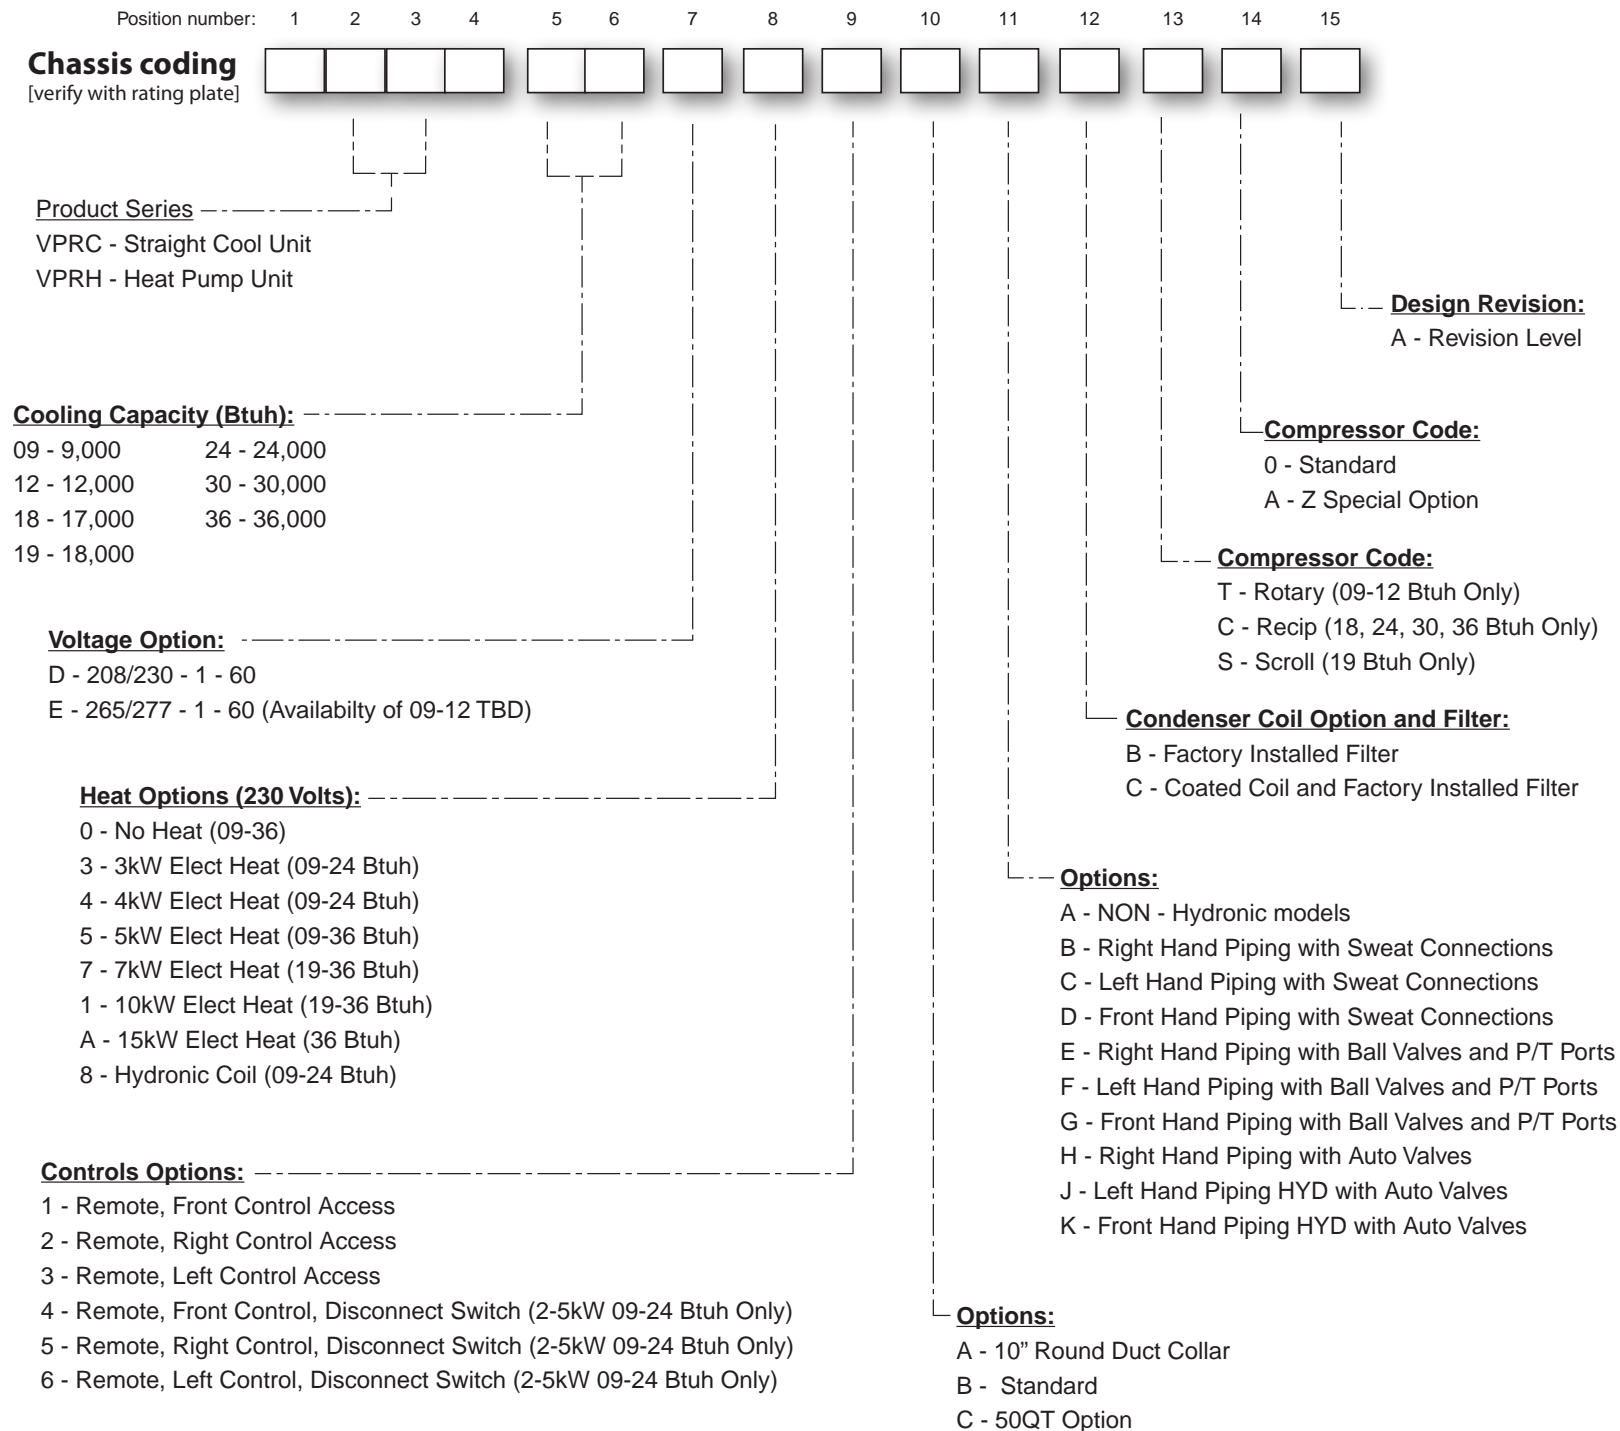 Position number: 1 2 3 4 5 6 7 8 9 10 11 12 13 14 15
Chassis coding
[verify with rating plate]
Product Series
VPRC - Straight Cool Unit
VPRH - Heat Pump Unit
Design Revision:
A - Revision Level
Cooling Capacity (Btuh):
09 - 9,000 24 - 24,000
12 - 12,000 30 - 30,000
18 - 17,000 36 - 36,000
19 - 18,000
Compressor Code:
0 - Standard
A - Z Special Option
Compressor Code:
T - Rotary (09-12 Btuh Only)
C - Recip (18, 24, 30, 36 Btuh Only)
S - Scroll (19 Btuh Only)
Voltage Option:
D - 208/230 - 1 - 60
E - 265/277 - 1 - 60 (Availabilty of 09-12 TBD)
Condenser Coil Option and Filter:
B - Factory Installed Filter
C - Coated Coil and Factory Installed Filter
Heat Options (230 Volts):
0 - No Heat (09-36)
3 - 3kW Elect Heat (09-24 Btuh)
4 - 4kW Elect Heat (09-24 Btuh)
5 - 5kW Elect Heat (09-36 Btuh)
7 - 7kW Elect Heat (19-36 Btuh)
1 - 10kW Elect Heat (19-36 Btuh)
A - 15kW Elect Heat (36 Btuh)
8 - Hydronic Coil (09-24 Btuh)
Options:
A - NON - Hydronic models
B - Right Hand Piping with Sweat Connections
C - Left Hand Piping with Sweat Connections
D - Front Hand Piping with Sweat Connections
E - Right Hand Piping with Ball Valves and P/T Ports
F - Left Hand Piping with Ball Valves and P/T Ports
G - Front Hand Piping with Ball Valves and P/T Ports
H - Right Hand Piping with Auto Valves
J - Left Hand Piping HYD with Auto Valves
K - Front Hand Piping HYD with Auto Valves
Controls Options:
1 - Remote, Front Control Access
2 - Remote, Right Control Access
3 - Remote, Left Control Access
4 - Remote, Front Control, Disconnect Switch (2-5kW 09-24 Btuh Only)
5 - Remote, Right Control, Disconnect Switch (2-5kW 09-24 Btuh Only)
6 - Remote, Left Control, Disconnect Switch (2-5kW 09-24 Btuh Only)
Options:
A - 10” Round Duct Collar
B - Standard
C - 50QT Option